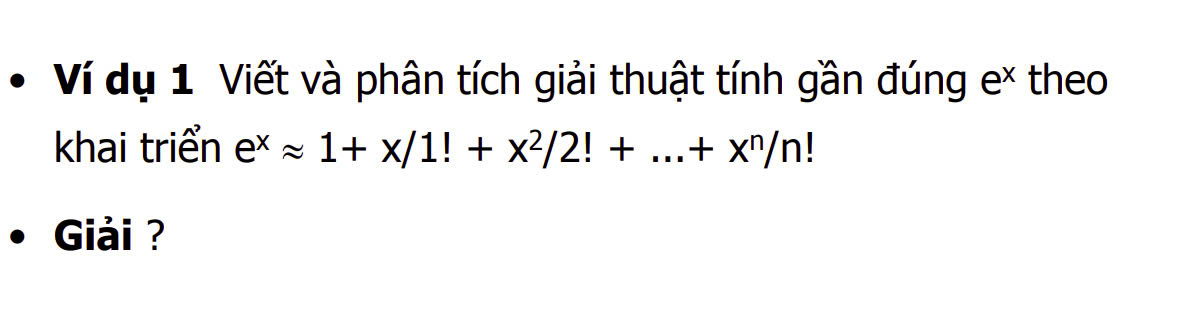 • Ví dụ 1 Viết và phân tích giải thuật tính gần đúng eˣ theo
khai triển eˣ ≈ 1+ x/1! + x²/2! + ...+ xⁿ/n!
• Giải ?